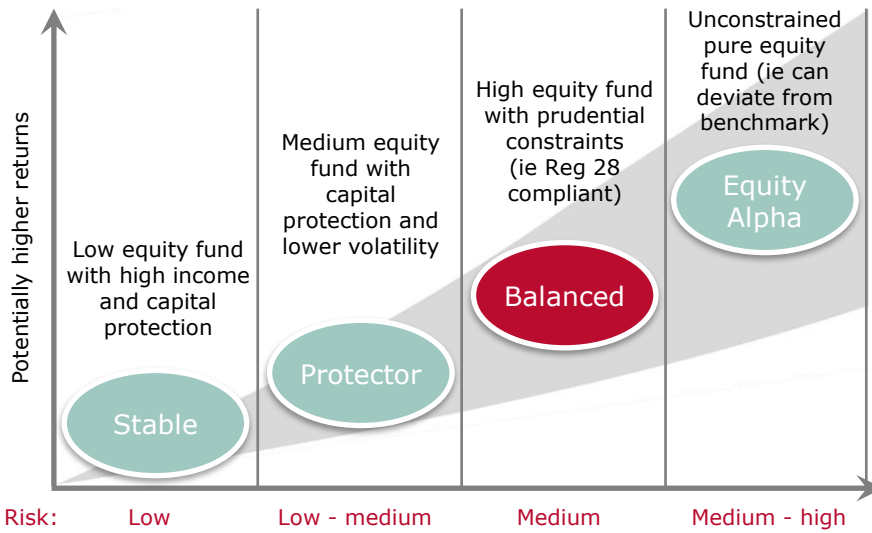 Potentially higher returns
Low equity fund
with high income
and capital
protection
Stable
Medium equity
fund with
capital
protection and
lower volatility
Protector
High equity fund
with prudential
constraints
(ie Reg 28
compliant)
Balanced
Unconstrained
pure equity
fund (ie can
deviate from
benchmark)
Equity
Alpha
Risk: Low Low - medium Medium Medium - high